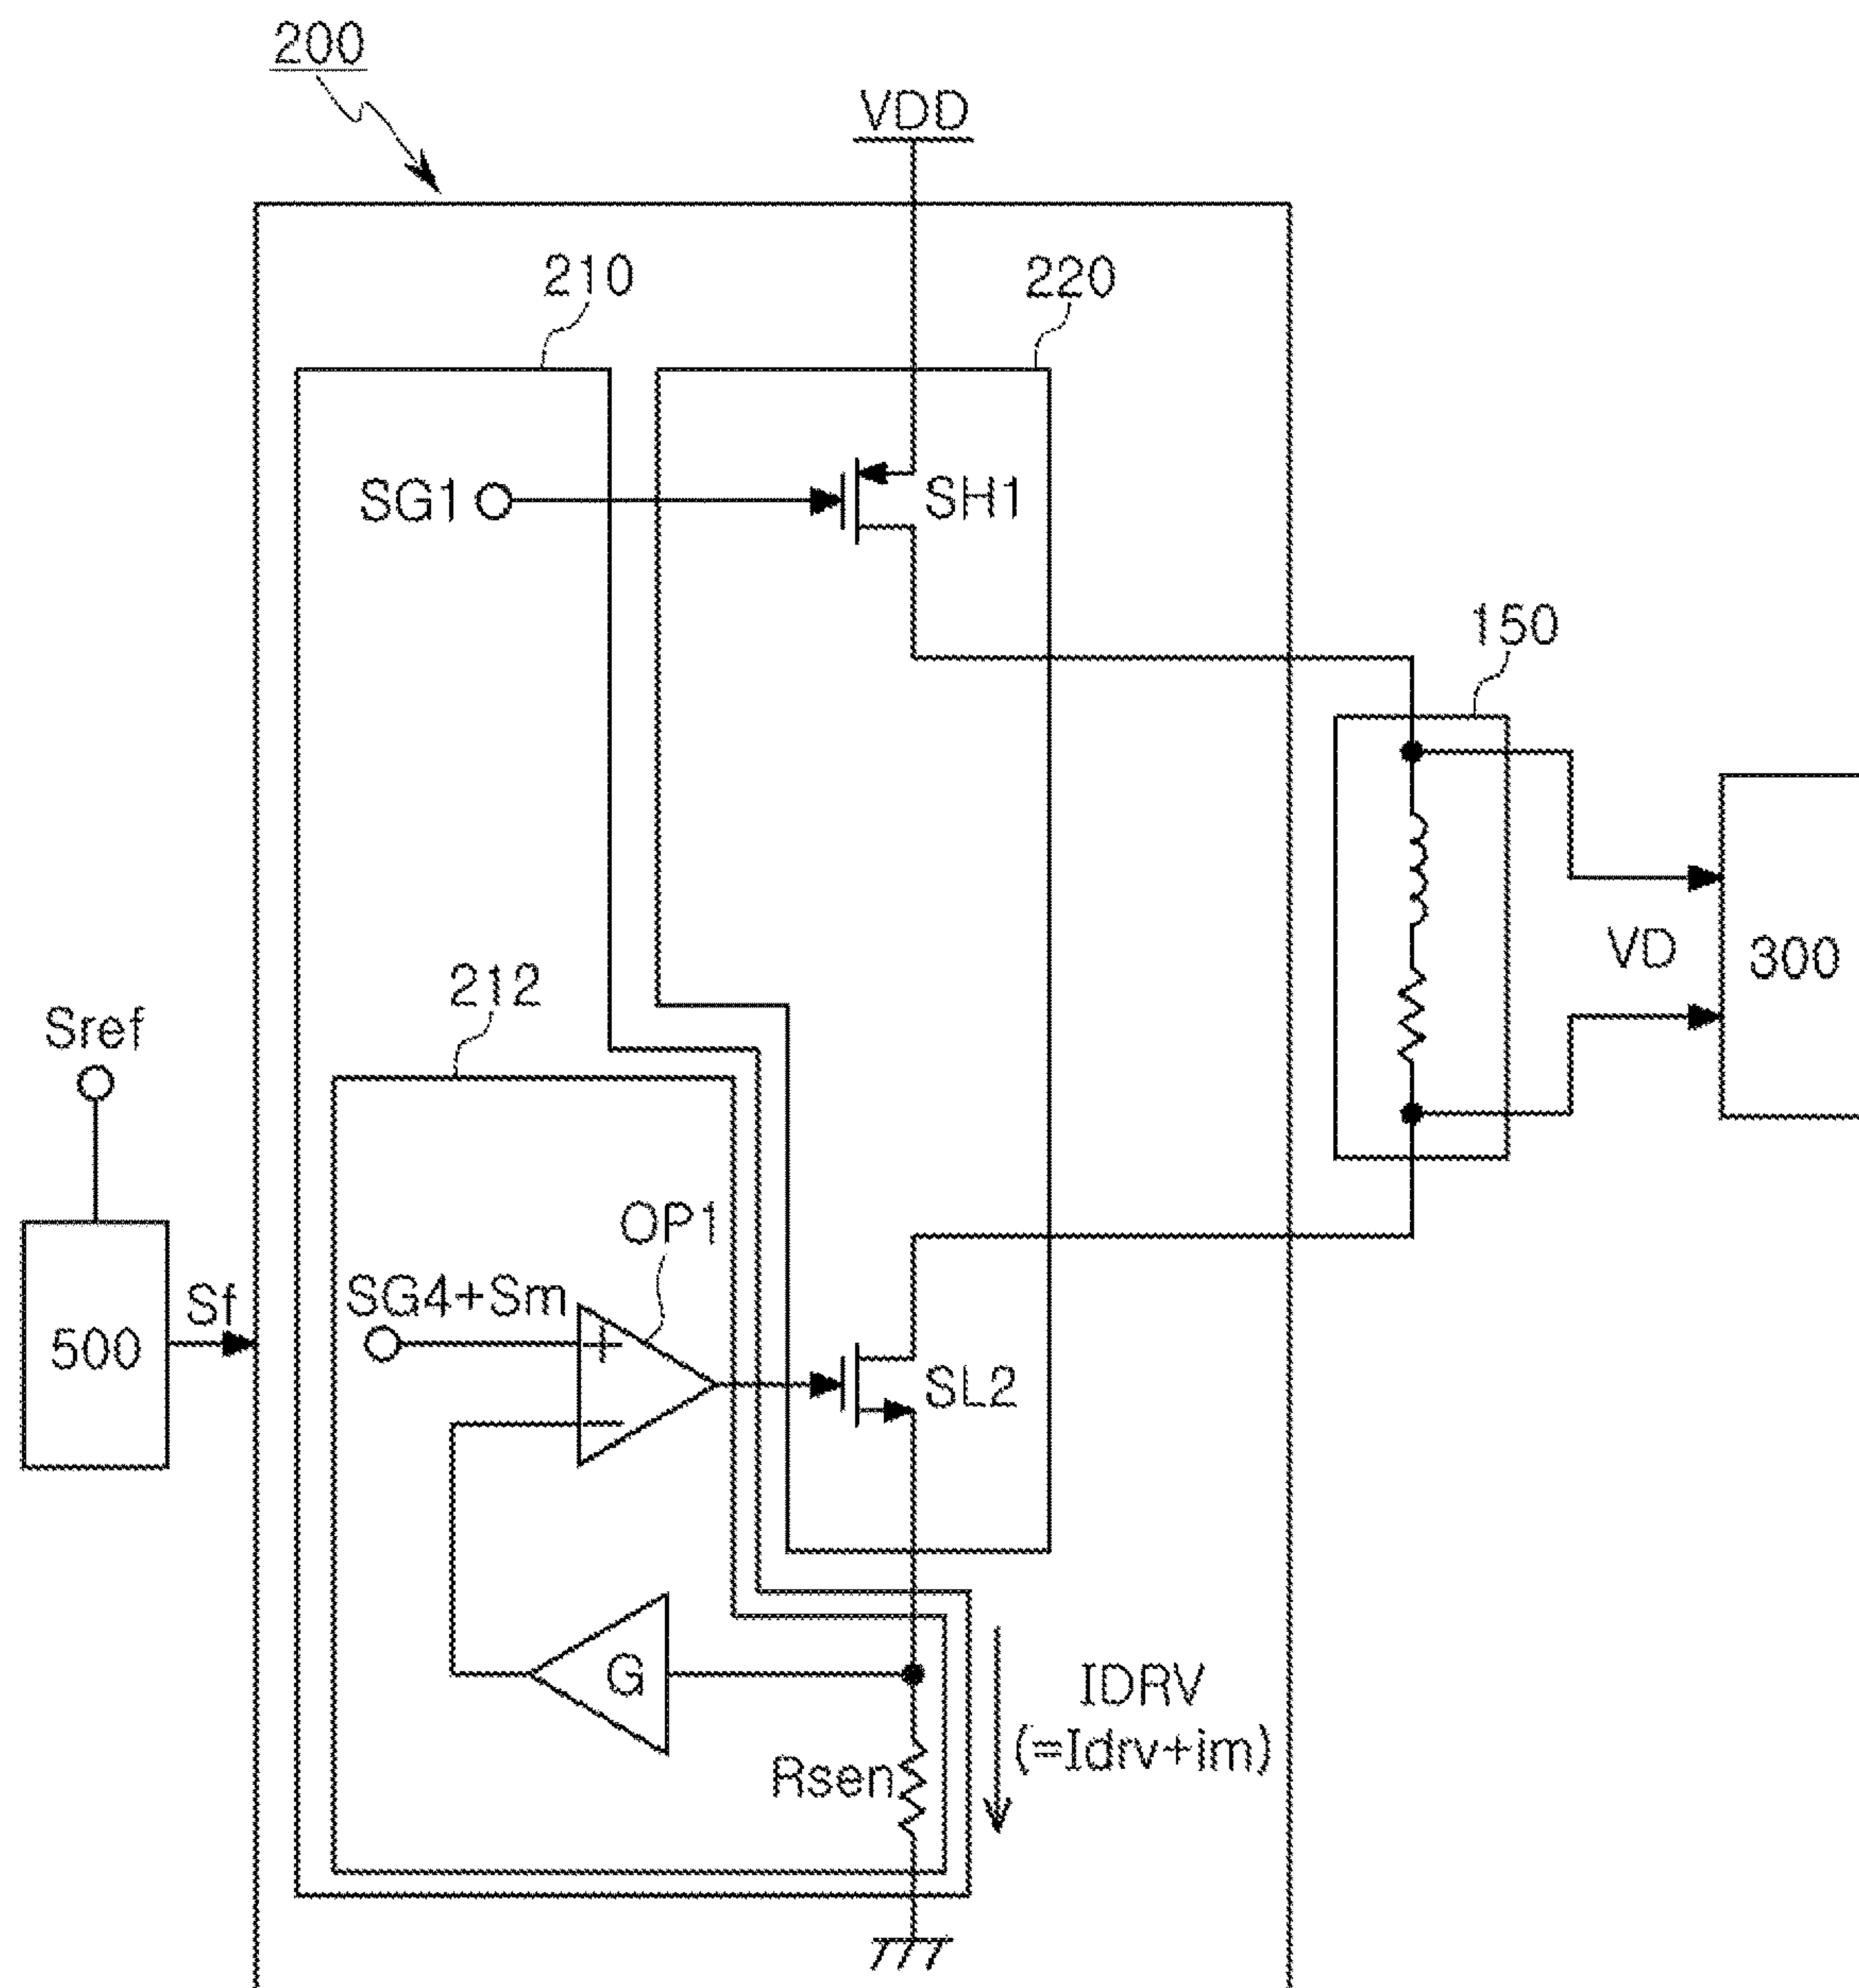 200
VDD
210
220
SG1
SH1
150
212
Sref
VD
300
OP1
SG4+Sm
Sf
500
+
SL2
−
G
IDRV
(=Idrv+im)
Rsen